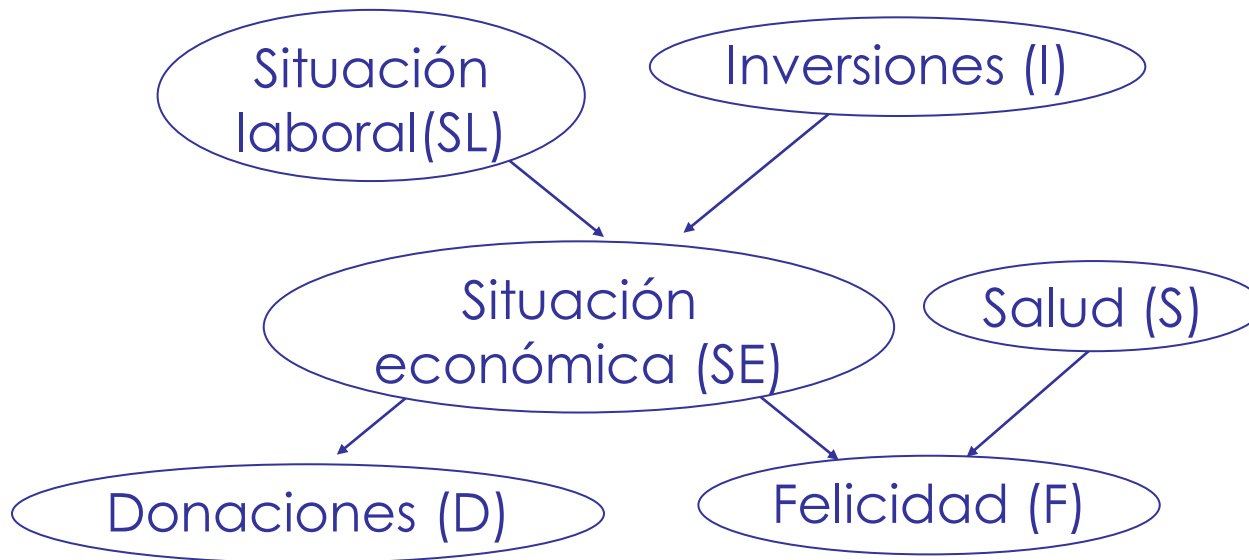 Situación
laboral(SL)
Inversiones (I)
Situación
económica (SE)
Salud (S)
Donaciones (D)
Felicidad (F)